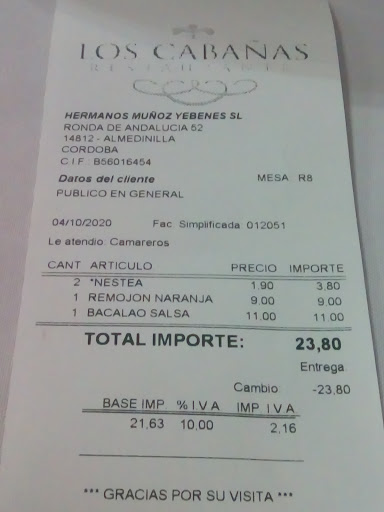 LOS CABAÑAS
RESTAURANTE
HERMANOS MUÑOZ YEBENES SL
RONDA DE ANDALUCIA 52
14812 - ALMEDINILLA
CORDOBA
C I F B56016454
Datos del cliente MESA R8
PUBLICO EN GENERAL
04/10/2020 Fac Simplificada 012051
Le atendio Camareros
CANT ARTICULO PRECIO IMPORTE
2 *NESTEA 1.90 3,80
1 REMOJON NARANJA 9.00 9,00
1 BACALAO SALSA 11.00 11,00
TOTAL IMPORTE: 23,80
Entrega
Cambio -23,80
BASE IMP % I V A IMP I V A
21,63 10,00 2,16
*** GRACIAS POR SU VISITA ***